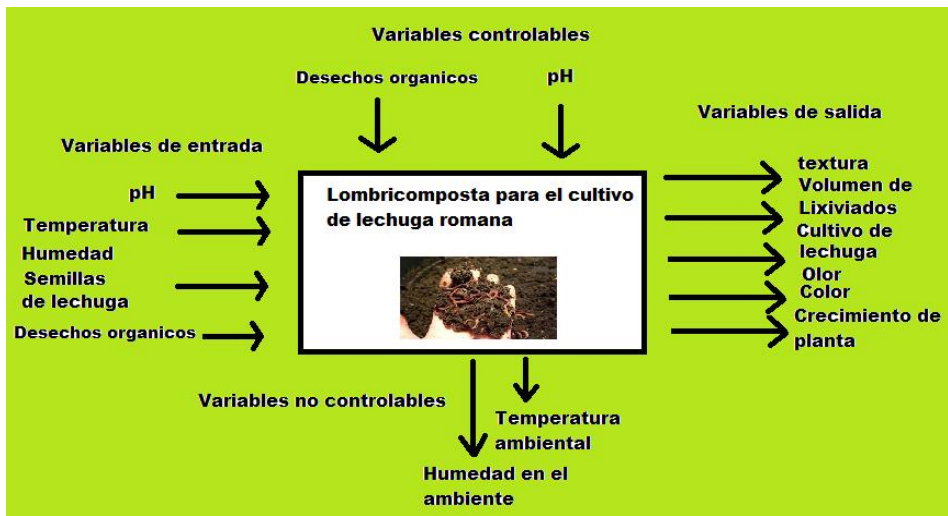 Variables controlables
Desechos organicos
pH
Variables de entrada
pH
Temperatura
Humedad
Semillas
de lechuga
Desechos organicos
Lombricomposta para el cultivo
de lechuga romana
Variables de salida
textura
Volumen de
Lixiviados
Cultivo de
lechuga
Olor
Color
Crecimiento de
planta
Variables no controlables
Temperatura
ambiental
Humedad en el
ambiente